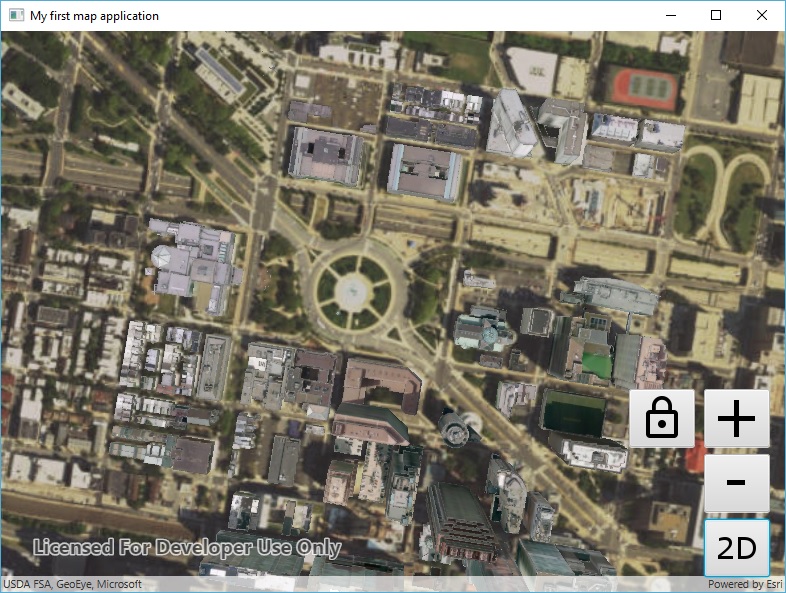 My first map application
+
-
2D
Licensed For Developer Use Only
USDA FSA, GeoEye, Microsoft
Powered by Esri